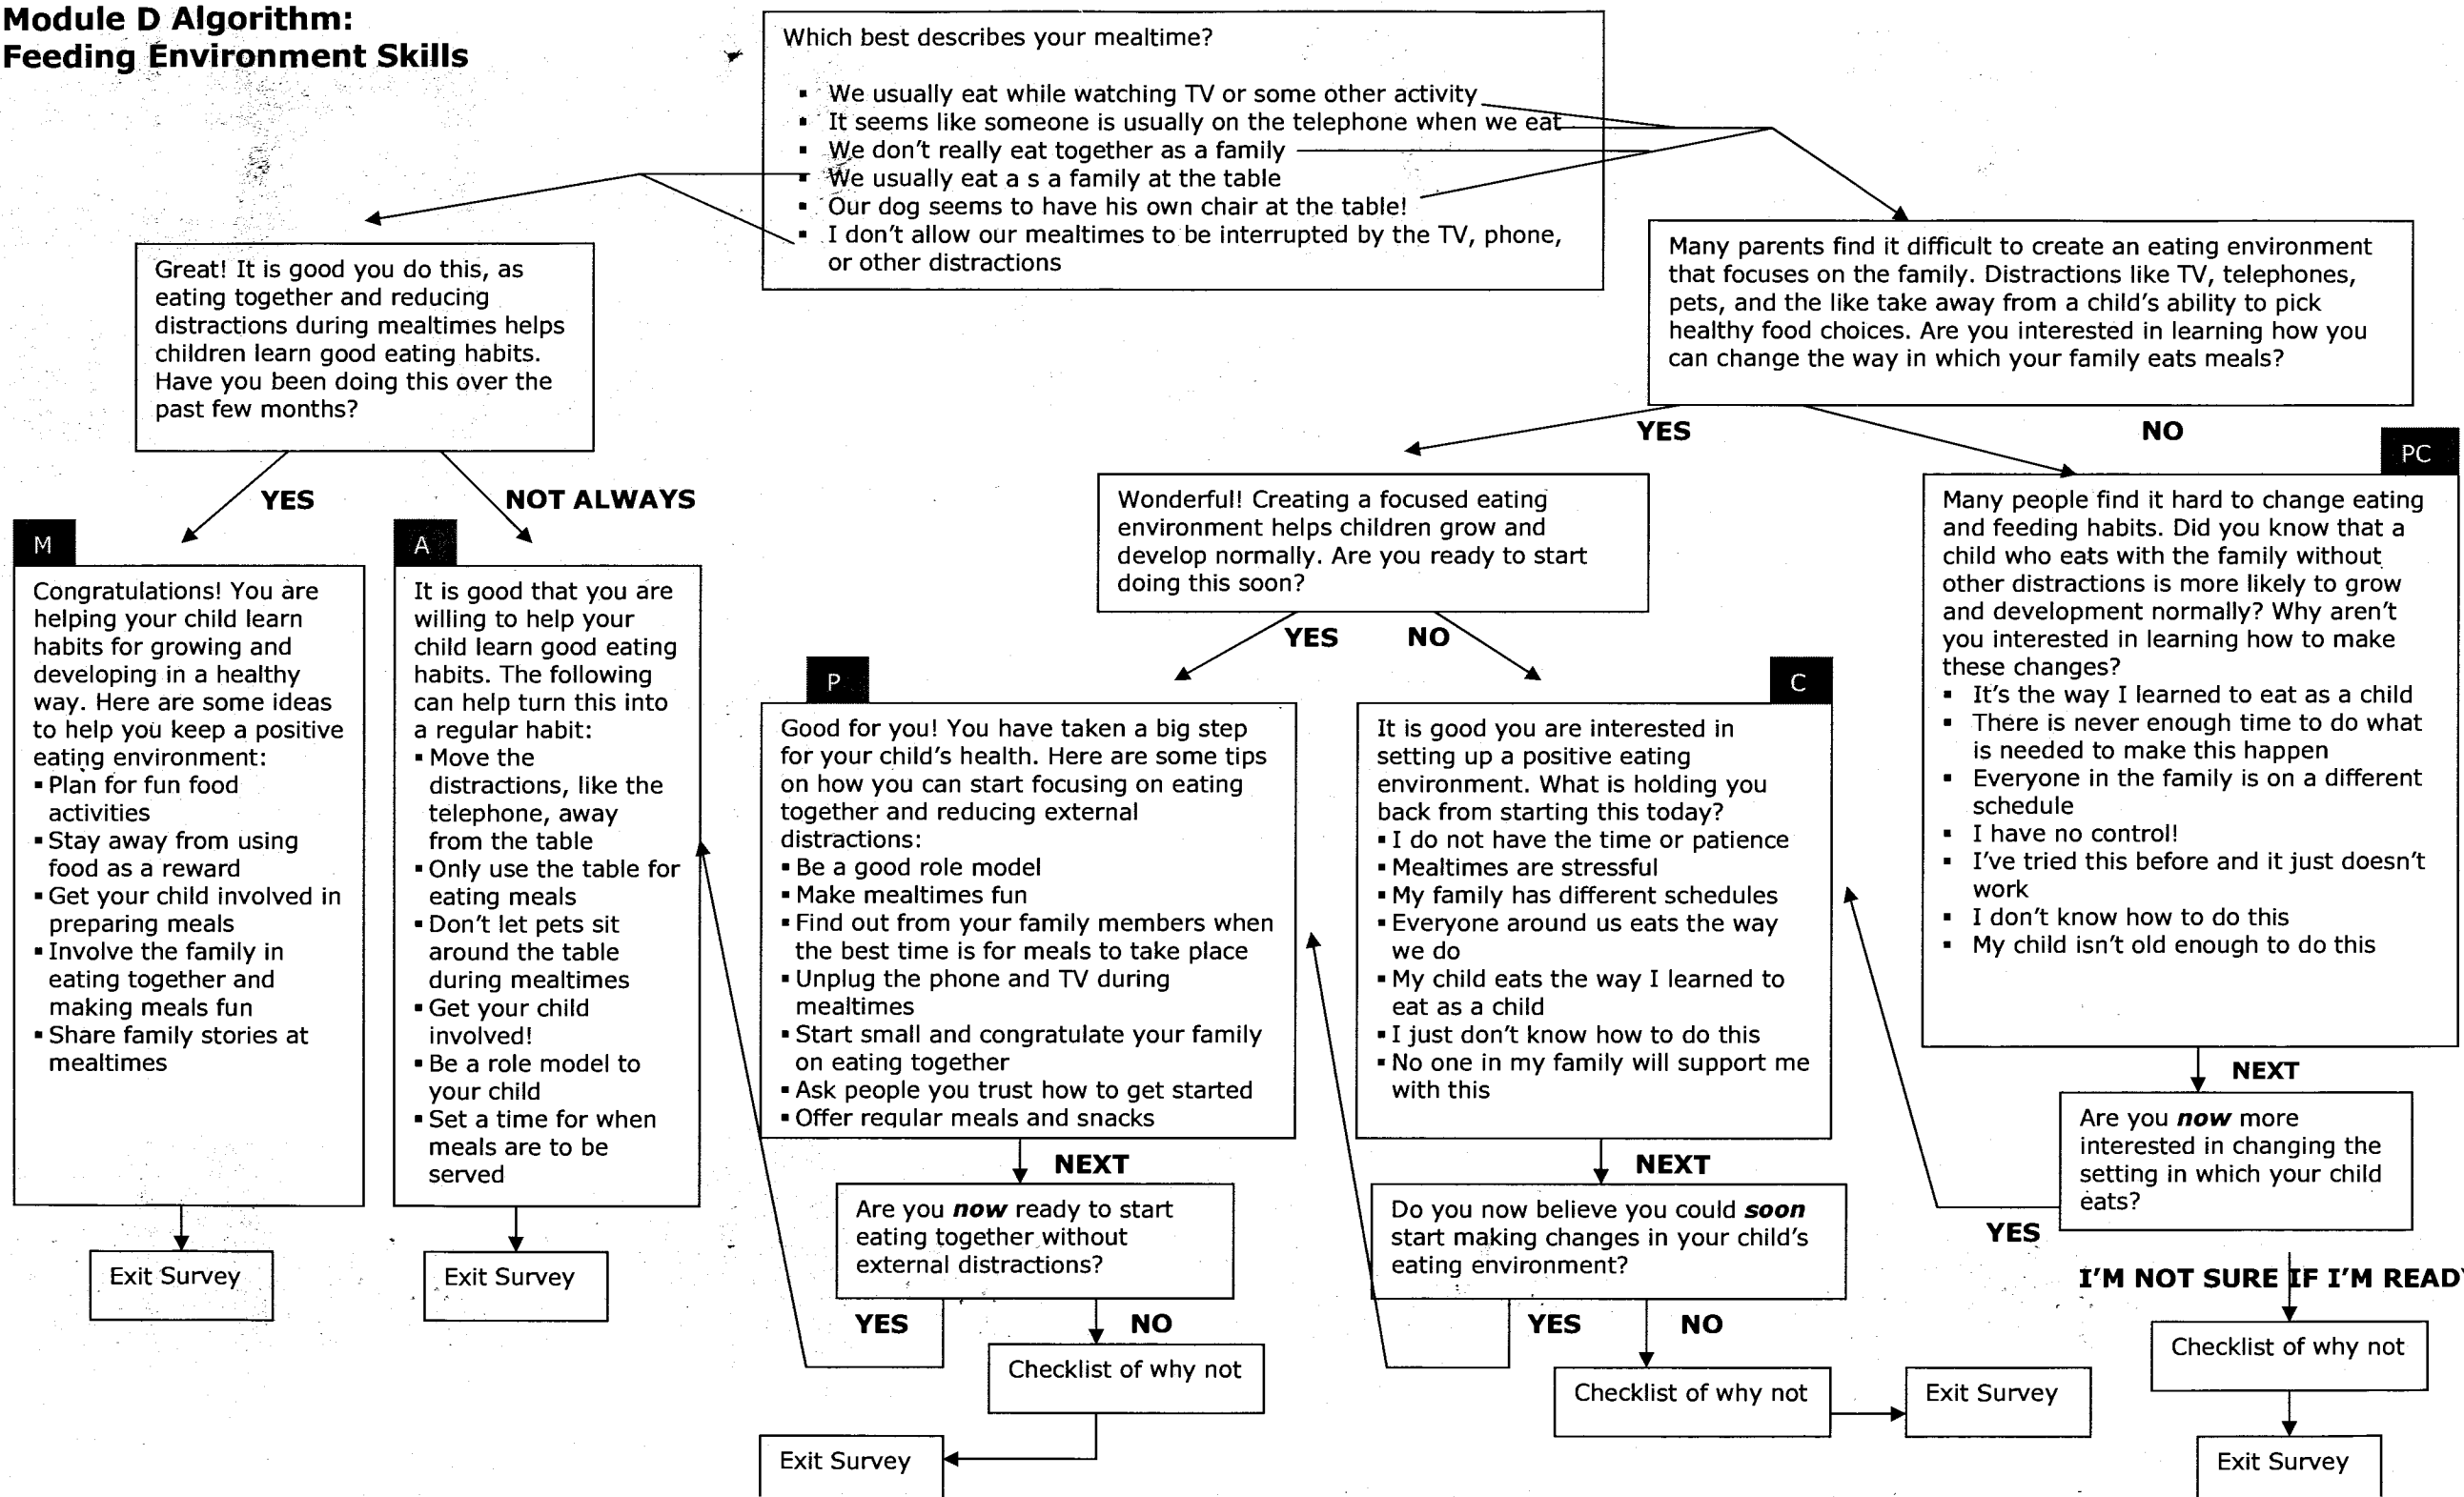 Module D Algorithm:
Feeding Environment Skills
Which best describes your mealtime?
▪ We usually eat while watching TV or some other activity
▪ It seems like someone is usually on the telephone when we eat
▪ We don't really eat together as a family
▪ We usually eat a s a family at the table
▪ Our dog seems to have his own chair at the table!
▪ I don't allow our mealtimes to be interrupted by the TV, phone,
or other distractions
Great! It is good you do this, as
eating together and reducing
distractions during mealtimes helps
children learn good eating habits.
Have you been doing this over the
past few months?
Many parents find it difficult to create an eating environment
that focuses on the family. Distractions like TV, telephones,
pets, and the like take away from a child's ability to pick
healthy food choices. Are you interested in learning how you
can change the way in which your family eats meals?
YES
NO
YES
NOT ALWAYS
Wonderful! Creating a focused eating
environment helps children grow and
develop normally. Are you ready to start
doing this soon?
YES
NO
M
Congratulations! You are
helping your child learn
habits for growing and
developing in a healthy
way. Here are some ideas
to help you keep a positive
eating environment:
▪ Plan for fun food
activities
▪ Stay away from using
food as a reward
▪ Get your child involved in
preparing meals
▪ Involve the family in
eating together and
making meals fun
▪ Share family stories at
mealtimes
Exit Survey
A
It is good that you are
willing to help your
child learn good eating
habits. The following
can help turn this into
a regular habit:
▪ Move the
distractions, like the
telephone, away
from the table
▪ Only use the table for
eating meals
▪ Don't let pets sit
around the table
during mealtimes
▪ Get your child
involved!
▪ Be a role model to
your child
▪ Set a time for when
meals are to be
served
Exit Survey
P
Good for you! You have taken a big step
for your child's health. Here are some tips
on how you can start focusing on eating
together and reducing external
distractions:
▪ Be a good role model
▪ Make mealtimes fun
▪ Find out from your family members when
the best time is for meals to take place
▪ Unplug the phone and TV during
mealtimes
▪ Start small and congratulate your family
on eating together
▪ Ask people you trust how to get started
▪ Offer regular meals and snacks
NEXT
Are you now ready to start
eating together without
external distractions?
YES
NO
Checklist of why not
Exit Survey
C
It is good you are interested in
setting up a positive eating
environment. What is holding you
back from starting this today?
▪ I do not have the time or patience
▪ Mealtimes are stressful
▪ My family has different schedules
▪ Everyone around us eats the way
we do
▪ My child eats the way I learned to
eat as a child
▪ I just don't know how to do this
▪ No one in my family will support me
with this
NEXT
Do you now believe you could soon
start making changes in your child's
eating environment?
YES
NO
Checklist of why not
Exit Survey
PC
Many people find it hard to change eating
and feeding habits. Did you know that a
child who eats with the family without
other distractions is more likely to grow
and development normally? Why aren't
you interested in learning how to make
these changes?
▪ It's the way I learned to eat as a child
▪ There is never enough time to do what
is needed to make this happen
▪ Everyone in the family is on a different
schedule
▪ I have no control!
▪ I've tried this before and it just doesn't
work
▪ I don't know how to do this
▪ My child isn't old enough to do this
NEXT
Are you now more
interested in changing the
setting in which your child
eats?
YES
I'M NOT SURE IF I'M READY
Checklist of why not
Exit Survey